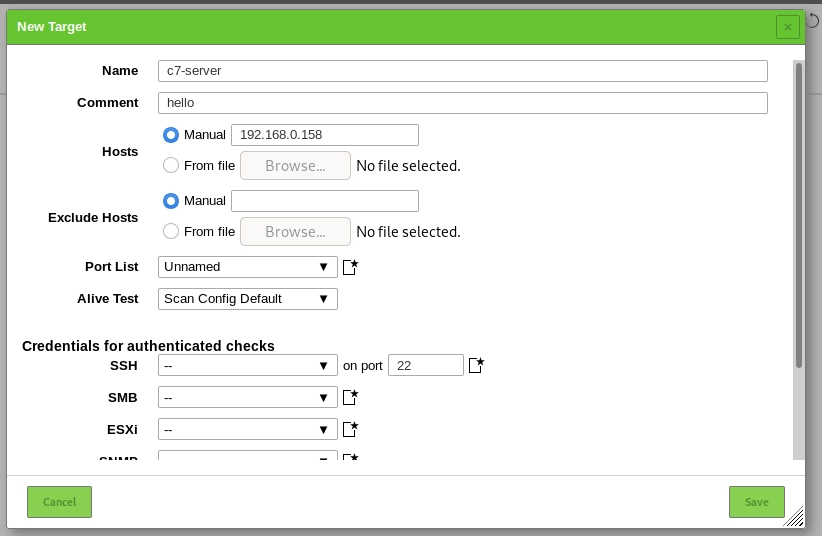 New Target
Name c7-server
Comment hello
Hosts
Manual 192.168.0.158
From file Browse... No file selected.
Exclude Hosts
Manual
From file Browse... No file selected.
Port List Unnamed
Alive Test Scan Config Default
Credentials for authenticated checks
SSH -- on port 22
SMB --
ESXi --
SNMP
Cancel Save